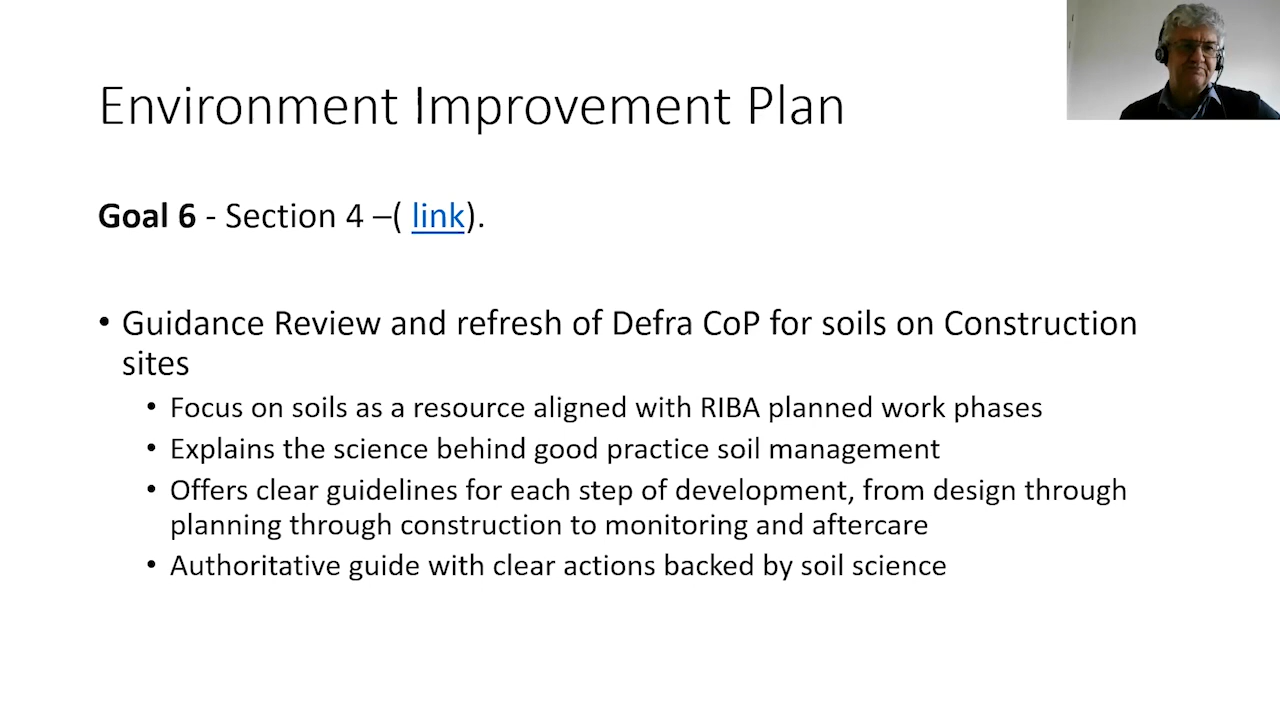 Environment Improvement Plan
Goal 6 - Section 4 –( link).
• Guidance Review and refresh of Defra CoP for soils on Construction
sites
• Focus on soils as a resource aligned with RIBA planned work phases
• Explains the science behind good practice soil management
• Offers clear guidelines for each step of development, from design through
planning through construction to monitoring and aftercare
• Authoritative guide with clear actions backed by soil science